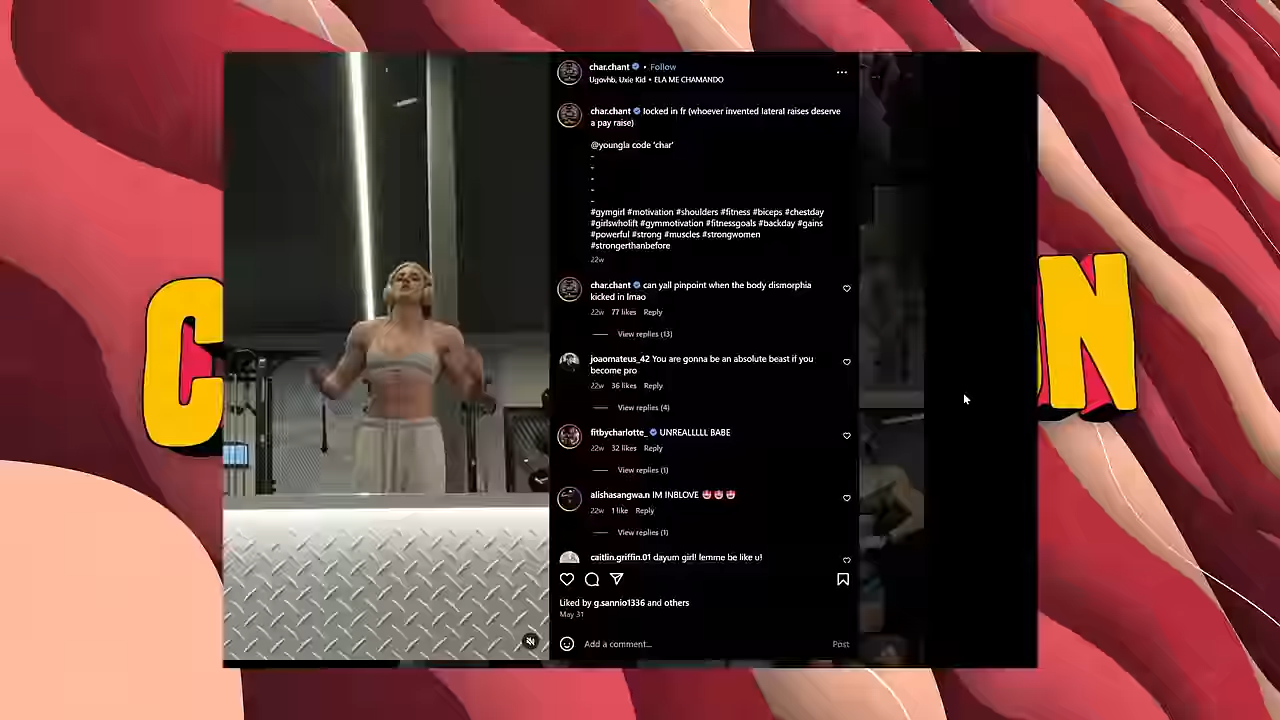 C
N
char.chant • Follow
Ugovhb, Uxie Kid • ELA ME CHAMANDO
char.chant locked in fr (whoever invented lateral raises deserve
a pay raise)
@youngla code 'char'
-
-
-
-
-
#gymgirl #motivation #shoulders #fitness #biceps #chestday
#girlswholift #gymmotivation #fitnessgoals #backday #gains
#powerful #strong #muscles #strongwomen
#strongerthanbefore
22w
char.chant can yall pinpoint when the body dismorphia
kicked in lmao
22w 77 likes Reply
View replies (13)
joaomateus_42 You are gonna be an absolute beast if you
become pro
22w 36 likes Reply
View replies (4)
fitbycharlotte_ UNREALLLLL BABE
22w 32 likes Reply
View replies (1)
alishasangwa.n IM INBLOVE 😍😍😍
22w 1 like Reply
View replies (1)
caitlin.griffin.01 dayum girl! lemme be like u!
Liked by g.sannio1336 and others
May 31
Add a comment... Post